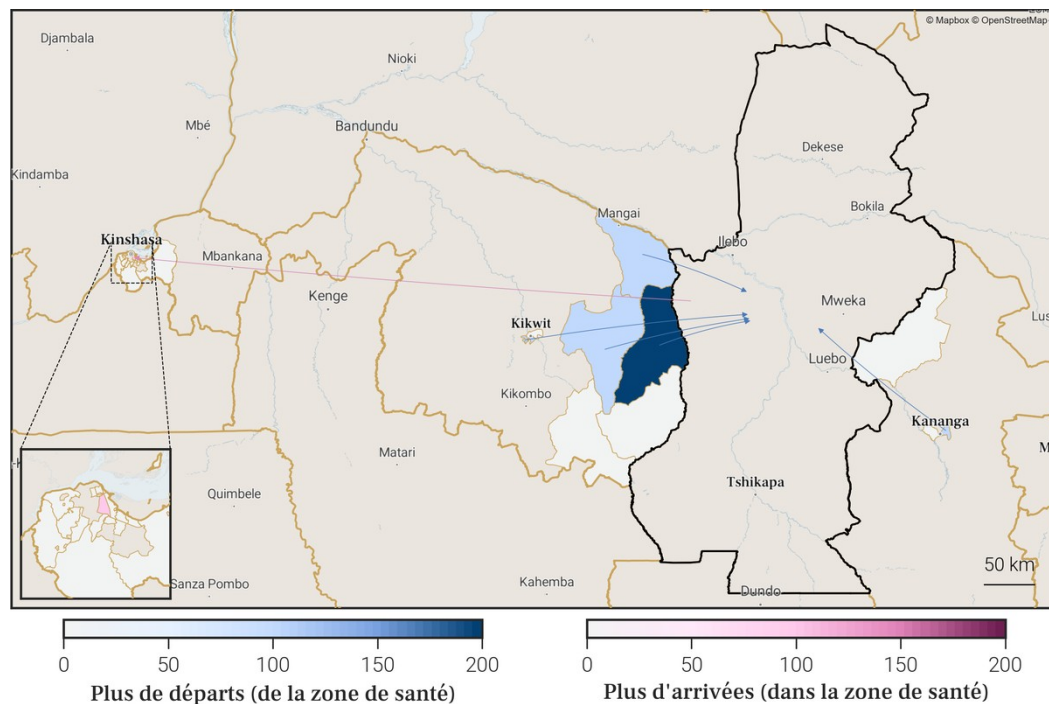 © Mapbox © OpenStreetMap
Djambala
Nioki
Mbé
Bandundu
Dekese
Kindamba
Mangai
Bokila
Kinshasa
Ilebo
Mbankana
Kenge
Mweka
Lus
Kikwit
Luebo
Kikombo
Kananga
Matari
M
Tshikapa
Quimbele
50 km
Sanza Pombo
Kahemba
Dundo
0 50 100 150 200
Plus de départs (de la zone de santé)
0 50 100 150 200
Plus d'arrivées (dans la zone de santé)